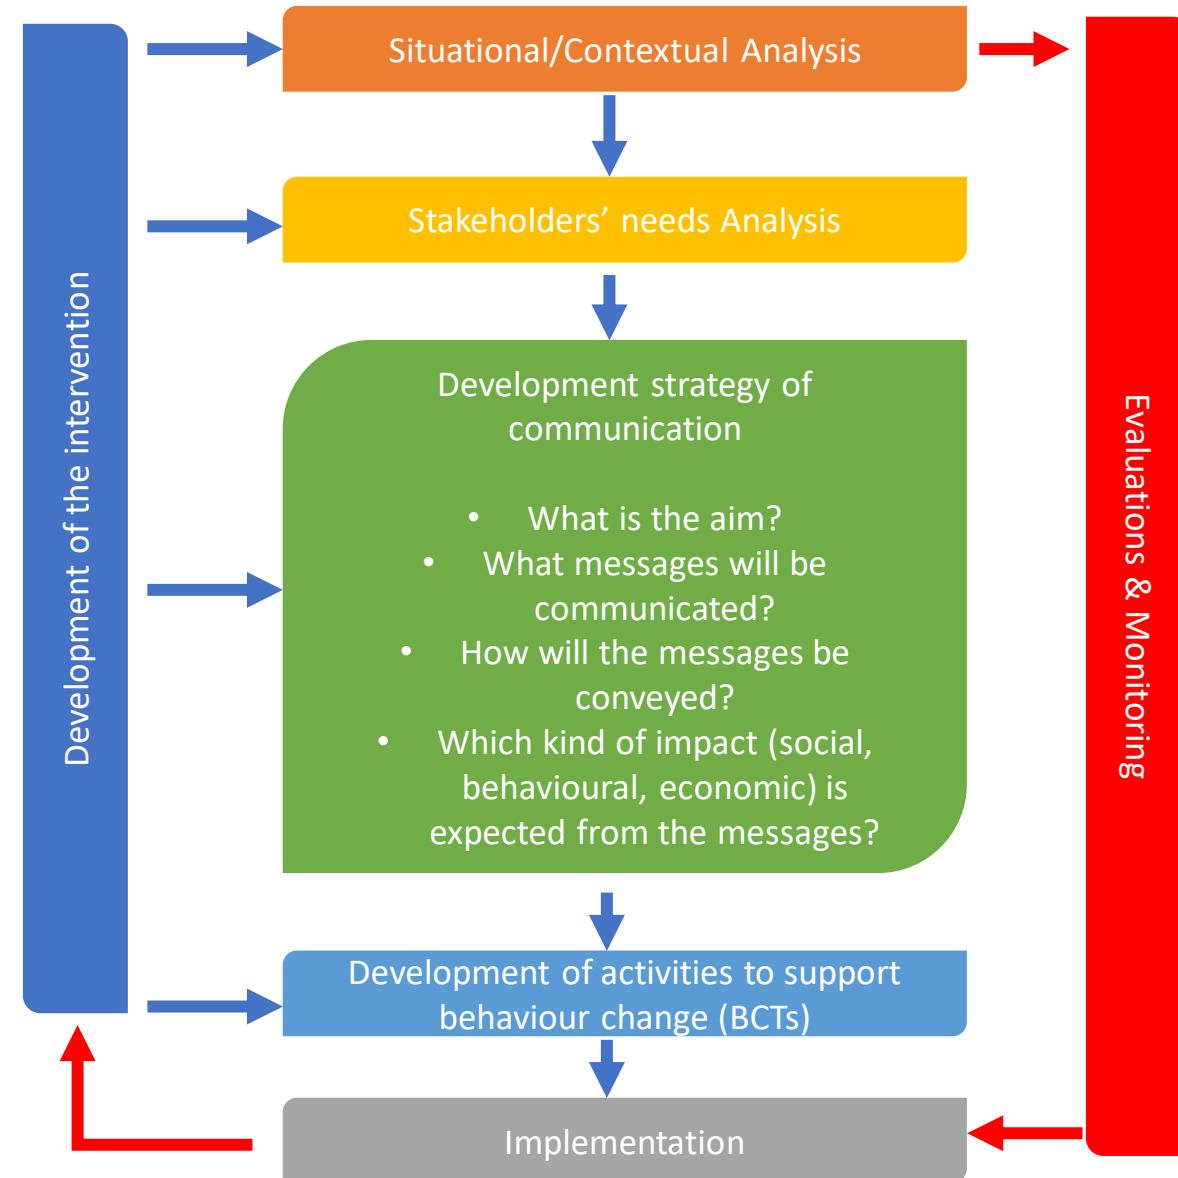 Situational/Contextual Analysis
Stakeholders’ needs Analysis
Development of the intervention
Development strategy of
communication
• What is the aim?
• What messages will be
communicated?
• How will the messages be
conveyed?
• Which kind of impact (social,
behavioural, economic) is
expected from the messages?
Evaluations & Monitoring
Development of activities to support
behaviour change (BCTs)
Implementation